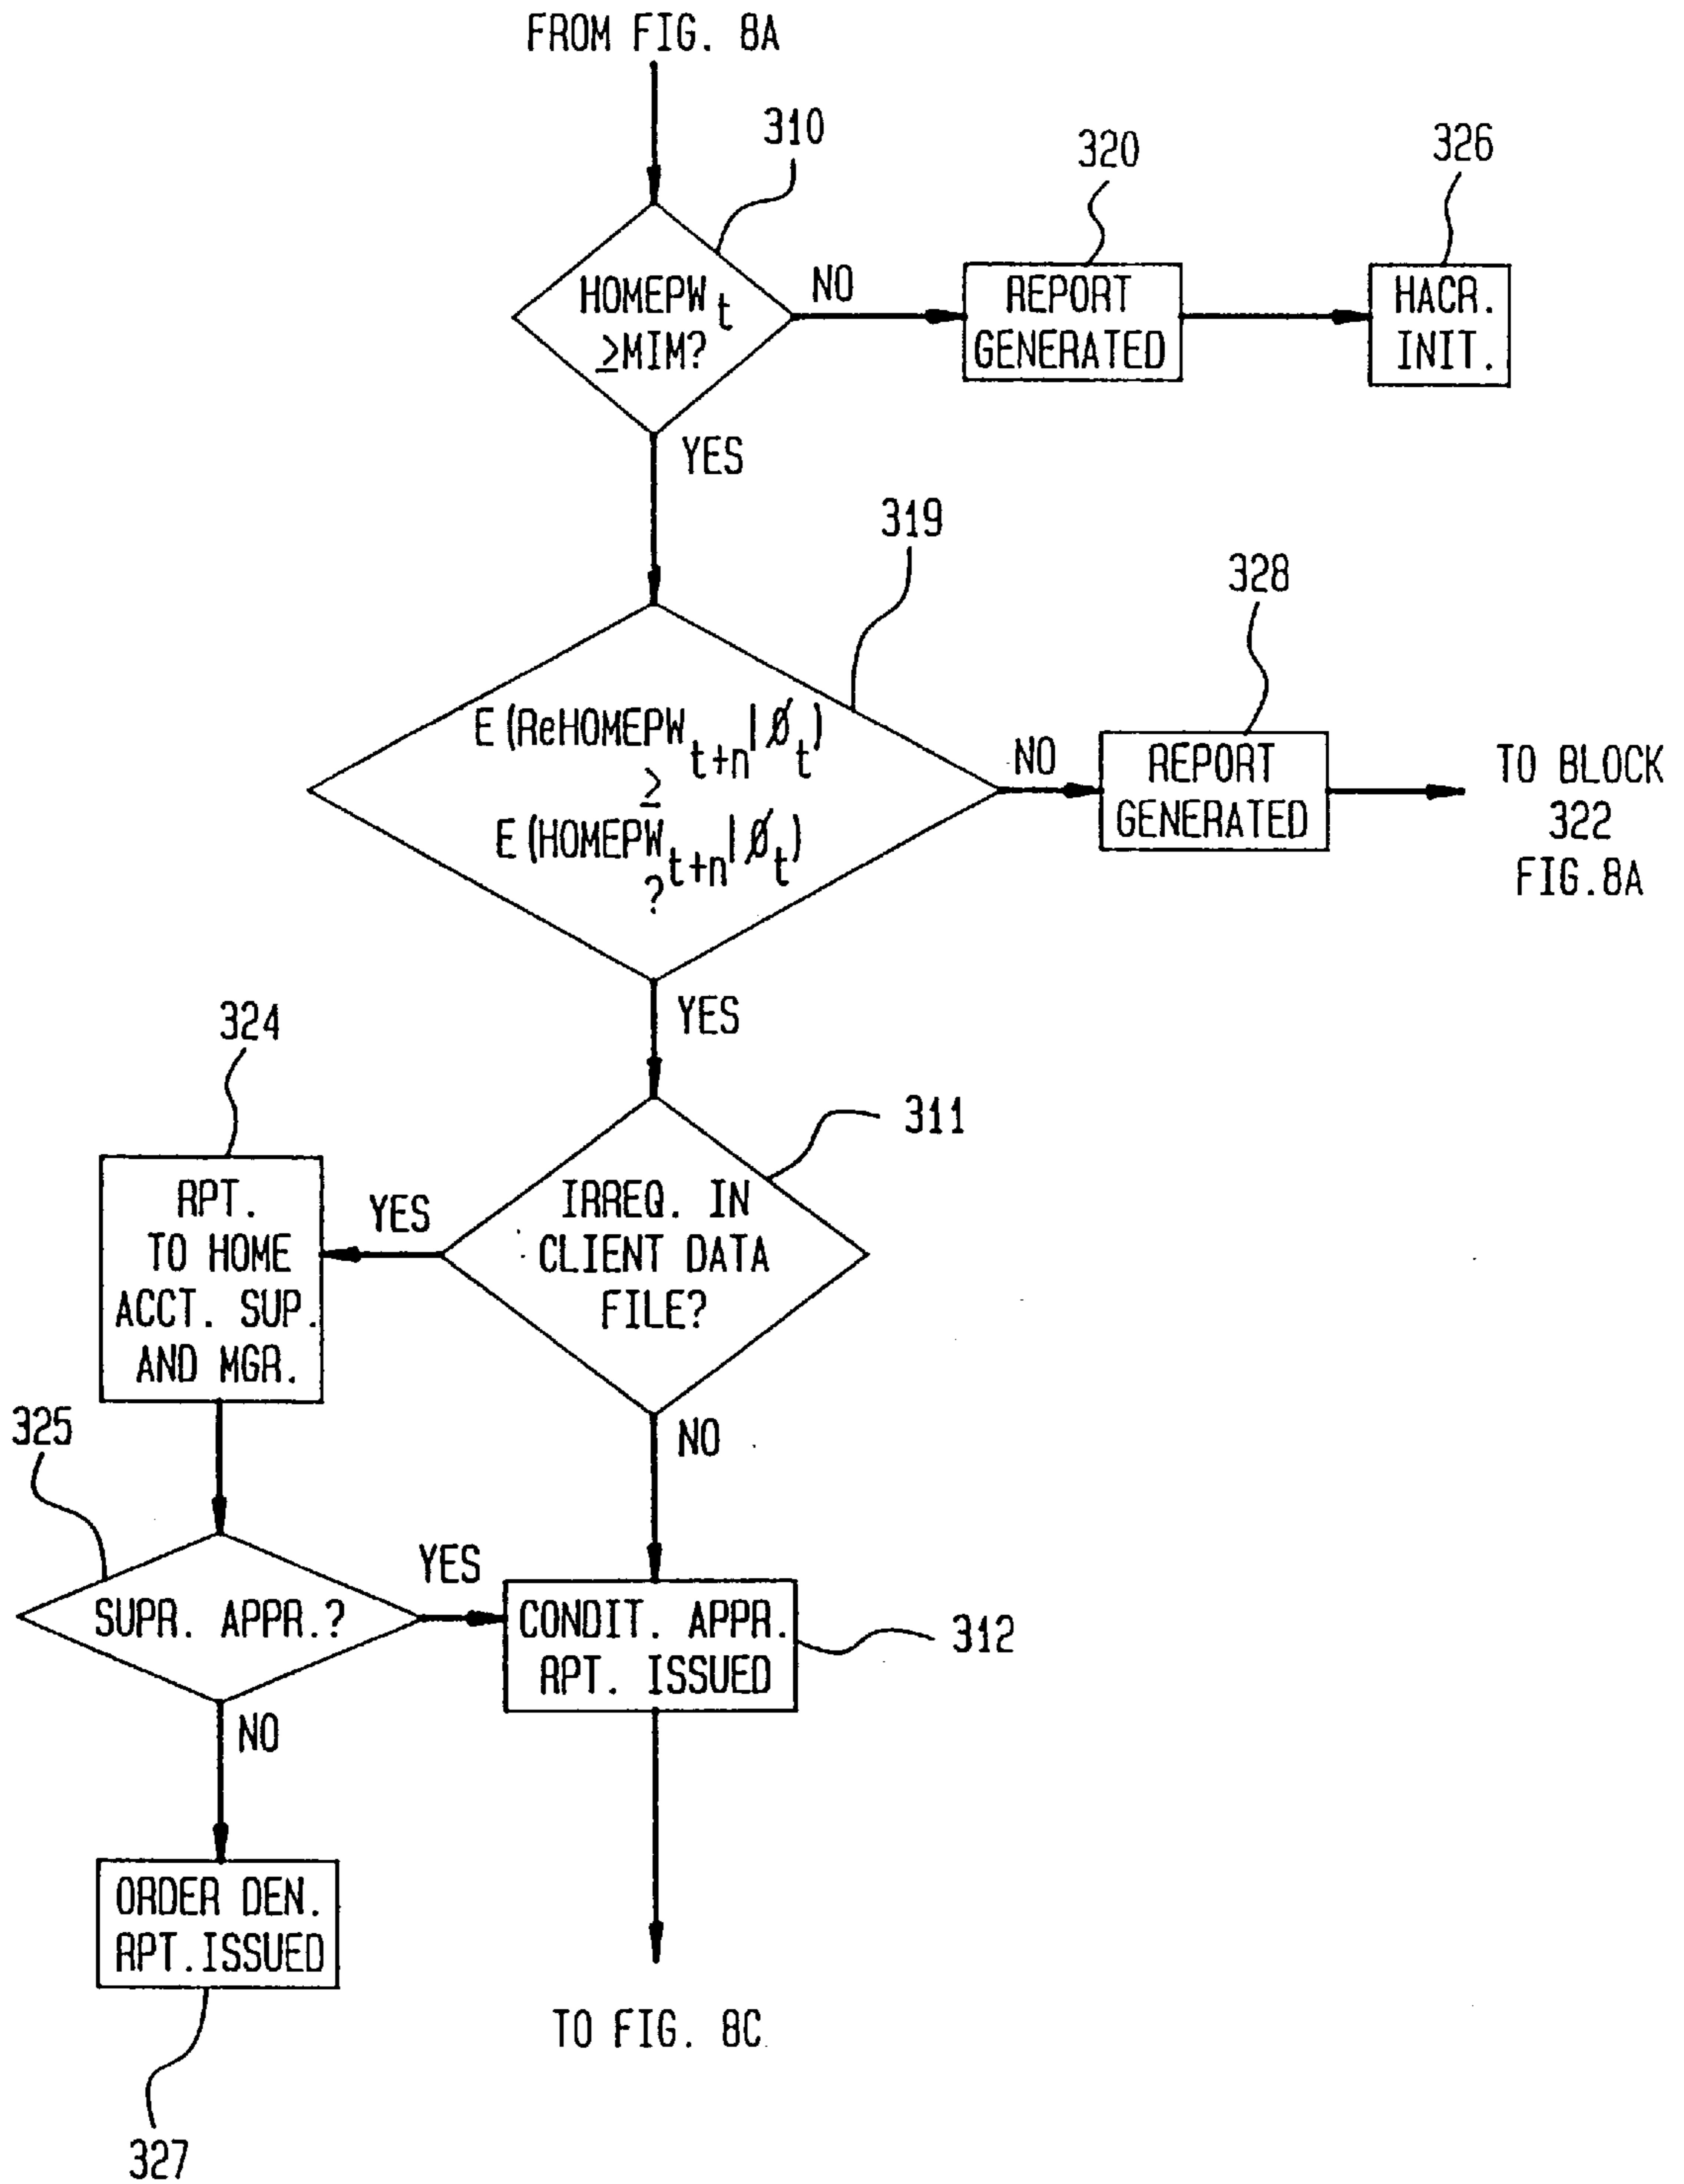 FROM FIG. 8A
310
320
326
HOMEPW t
≥MIM?
NO
REPORT
GENERATED
HACR.
INIT.
YES
319
328
E(ReHOMEPW t+n|Ø t)
≥
E(HOMEPW t+n|Ø t)
?
NO
REPORT
GENERATED
TO BLOCK
322
FIG.8A
YES
324
311
RPT.
TO HOME
ACCT. SUP.
AND MGR.
YES
IRREQ. IN
CLIENT DATA
FILE?
325
NO
SUPR. APPR.?
YES
CONDIT. APPR.
RPT. ISSUED
312
NO
ORDER DEN.
RPT.ISSUED
TO FIG. 8C
327